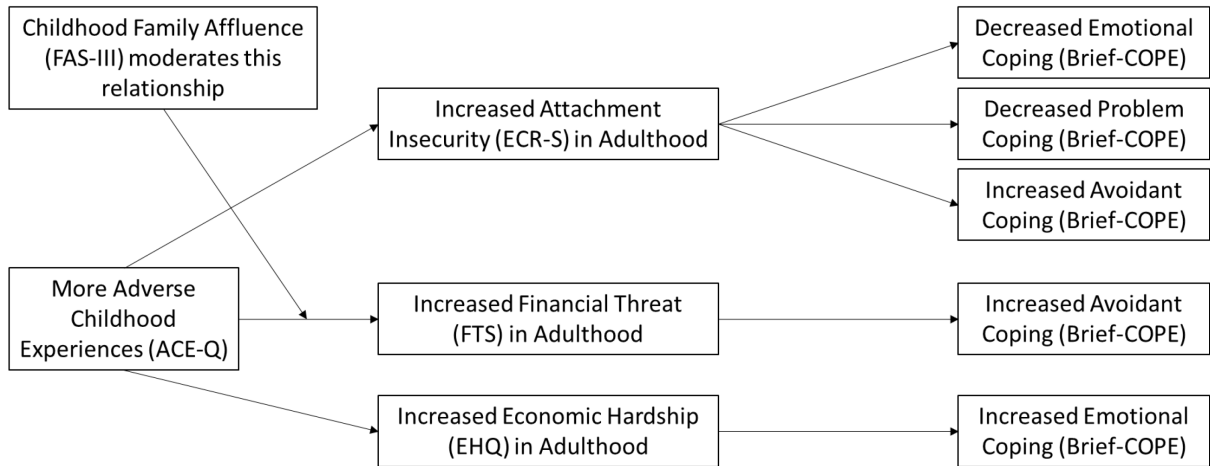 Childhood Family Affluence
(FAS-III) moderates this
relationship
Increased Attachment
Insecurity (ECR-S) in Adulthood
Decreased Emotional
Coping (Brief-COPE)
Decreased Problem
Coping (Brief-COPE)
Increased Avoidant
Coping (Brief-COPE)
More Adverse
Childhood
Experiences (ACE-Q)
Increased Financial Threat
(FTS) in Adulthood
Increased Avoidant
Coping (Brief-COPE)
Increased Economic Hardship
(EHQ) in Adulthood
Increased Emotional
Coping (Brief-COPE)